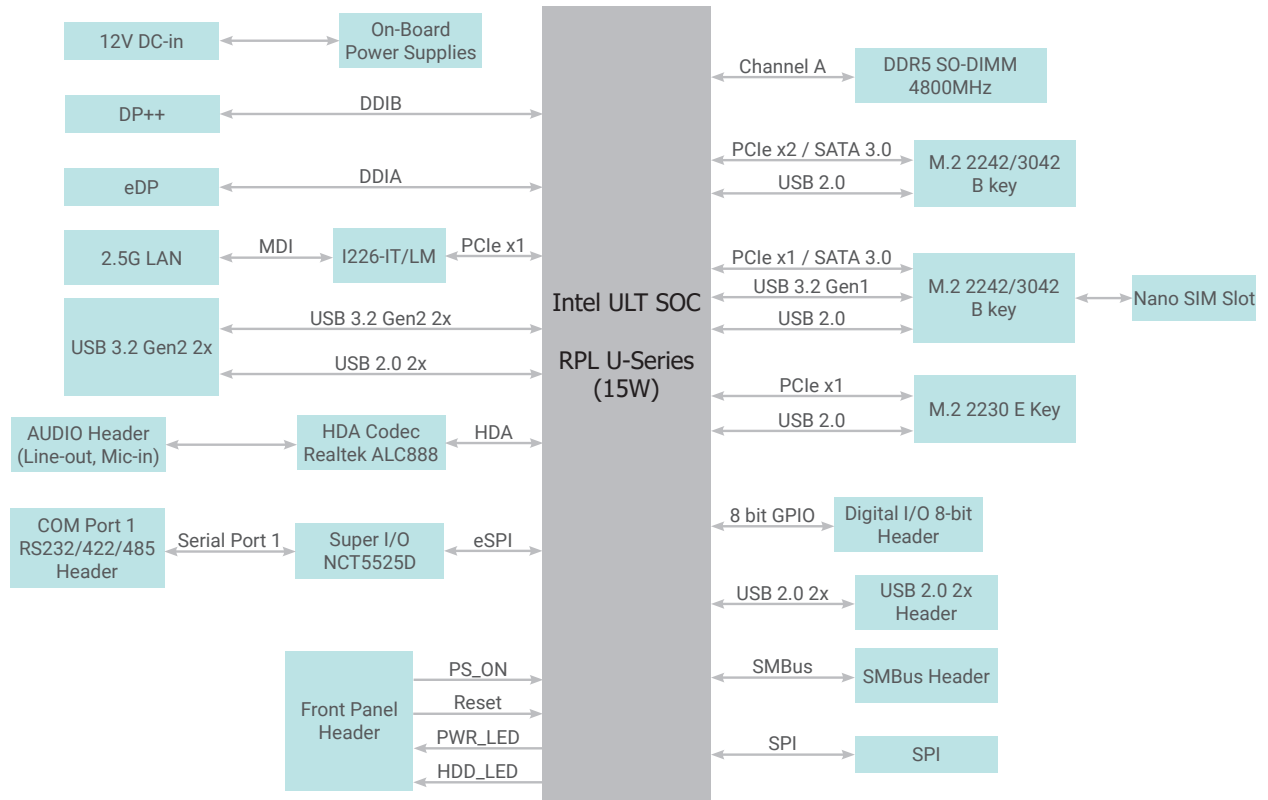 12V DC-in
On-Board
Power Supplies
DP++
DDIB
eDP
DDIA
2.5G LAN
MDI
I226-IT/LM
PCIe x1
USB 3.2 Gen2 2x
USB 3.2 Gen2 2x
USB 2.0 2x
AUDIO Header
(Line-out, Mic-in)
HDA Codec
Realtek ALC888
HDA
COM Port 1
RS232/422/485
Header
Serial Port 1
Super I/O
NCT5525D
eSPI
Front Panel
Header
PS_ON
Reset
PWR_LED
HDD_LED
Intel ULT SOC
RPL U-Series
(15W)
Channel A
DDR5 SO-DIMM
4800MHz
PCIe x2 / SATA 3.0
USB 2.0
M.2 2242/3042
B key
PCIe x1 / SATA 3.0
USB 3.2 Gen1
USB 2.0
M.2 2242/3042
B key
Nano SIM Slot
PCIe x1
USB 2.0
M.2 2230 E Key
8 bit GPIO
Digital I/O 8-bit
Header
USB 2.0 2x
USB 2.0 2x
Header
SMBus
SMBus Header
SPI
SPI